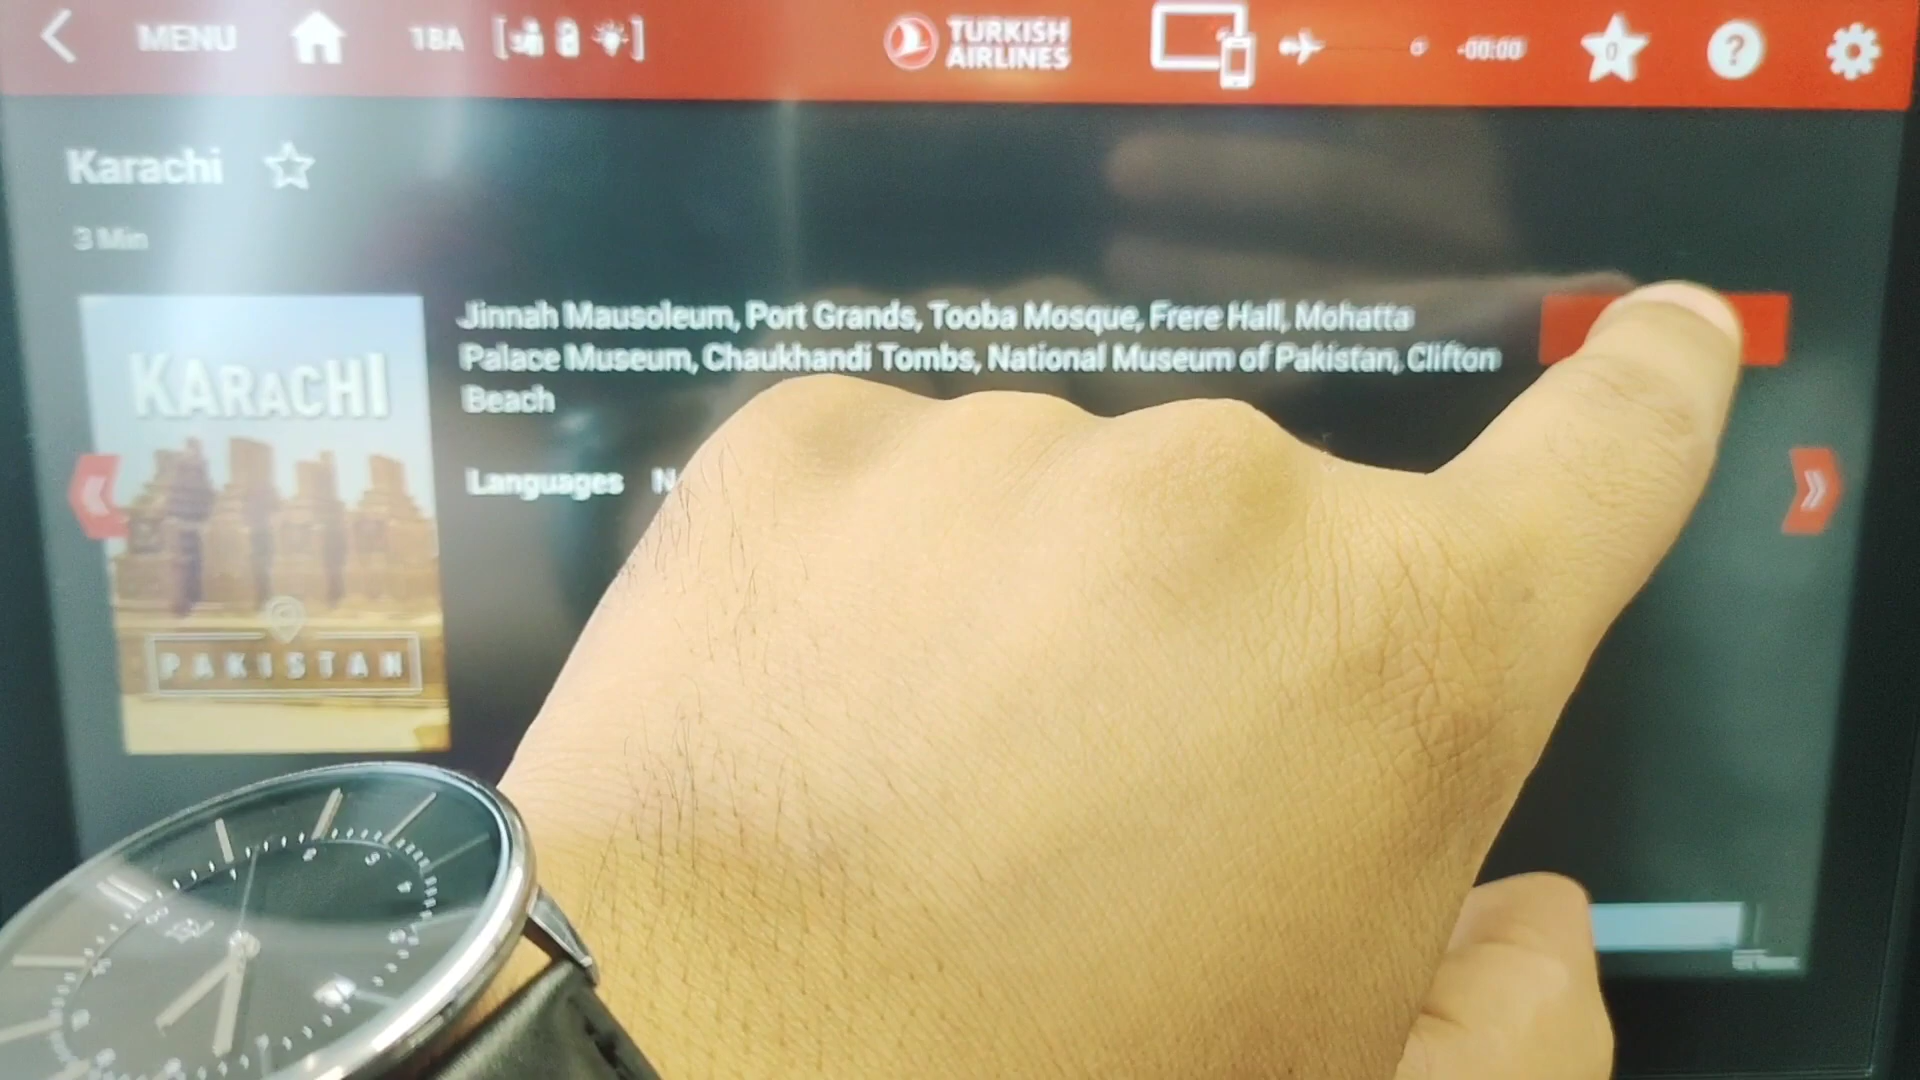 MENU
18A
TURKISH
AIRLINES
-00:00
0
?
Karachi
3 Min
KARACHI
PAKISTAN
Jinnah Mausoleum, Port Grands, Tooba Mosque, Frere Hall, Mohatta
Palace Museum, Chaukhandi Tombs, National Museum of Pakistan, Clifton
Beach
Languages